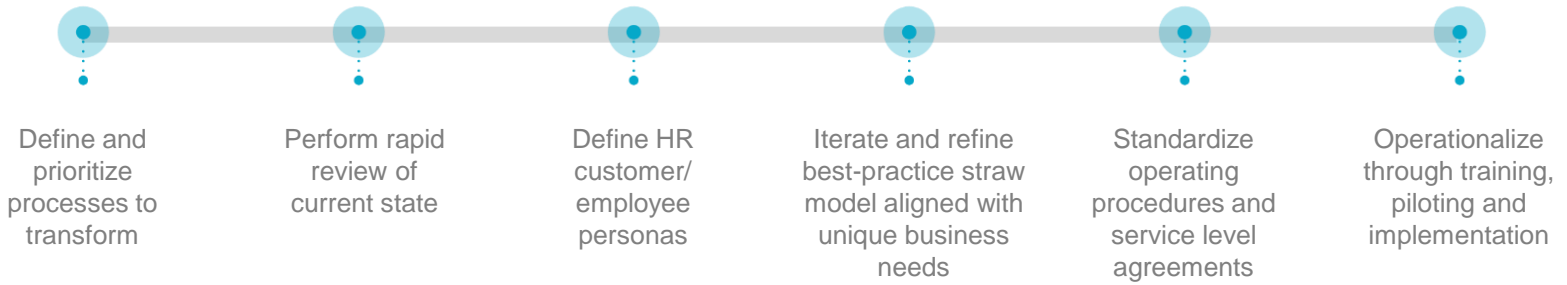 Define and
prioritize
processes to
transform
Perform rapid
review of
current state
Define HR
customer/
employee
personas
Iterate and refine
best-practice straw
model aligned with
unique business
needs
Standardize
operating
procedures and
service level
agreements
Operationalize
through training,
piloting and
implementation